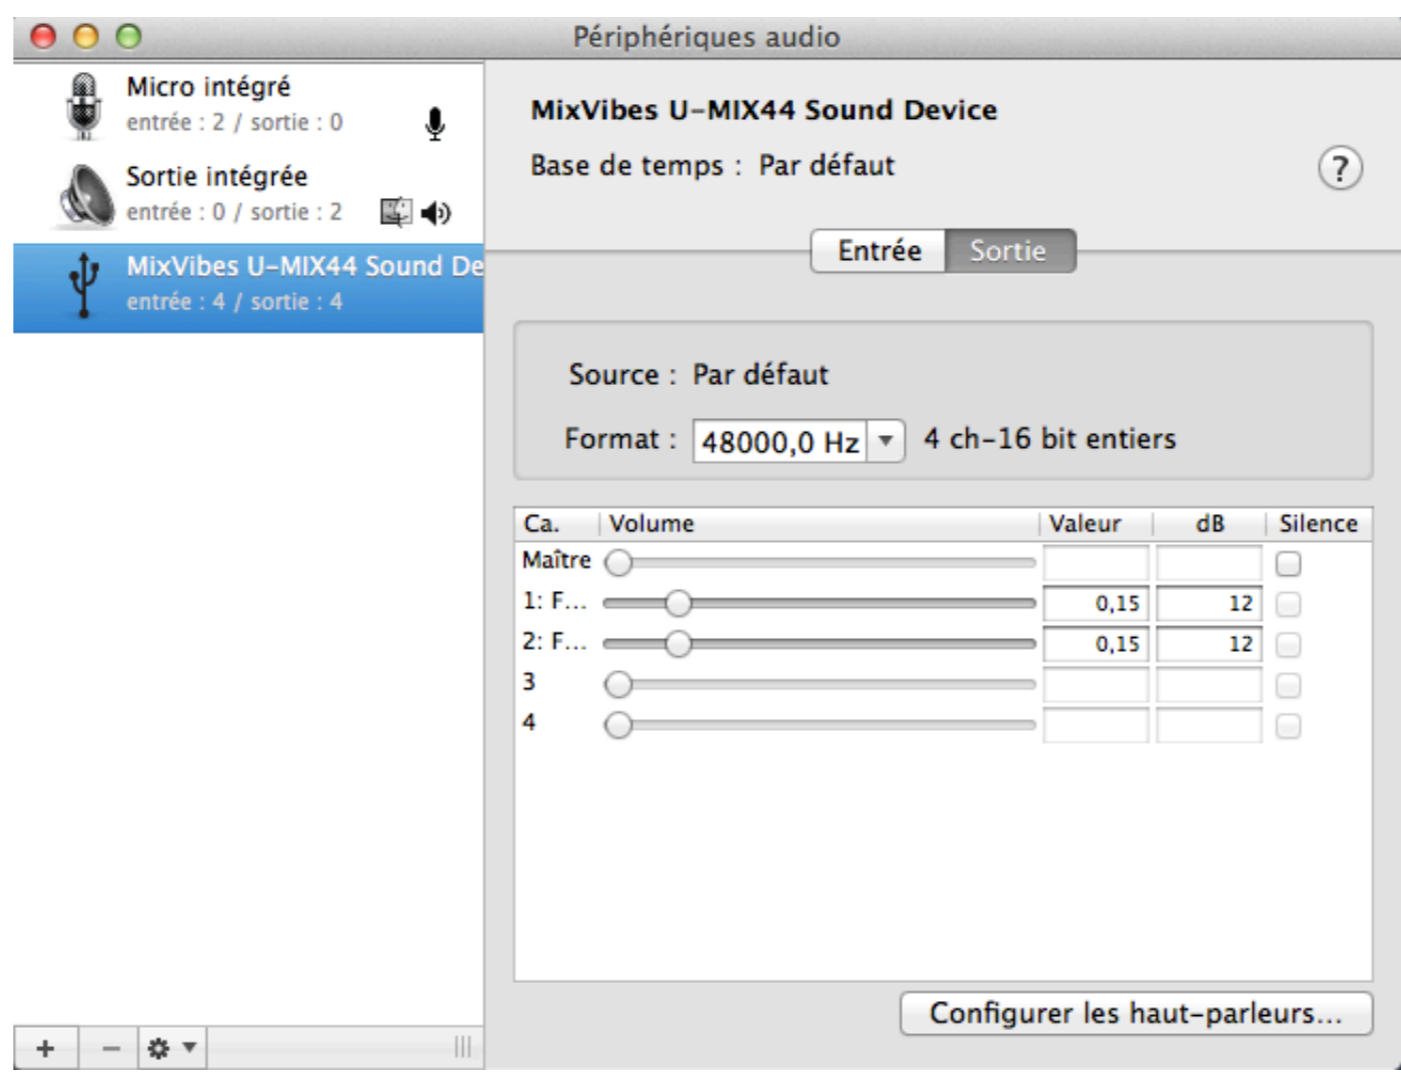 Périphériques audio
Micro intégré
entrée : 2 / sortie : 0
Sortie intégrée
entrée : 0 / sortie : 2
MixVibes U-MIX44 Sound De
entrée : 4 / sortie : 4
MixVibes U-MIX44 Sound Device
Base de temps : Par défaut
?
Entrée Sortie
Source : Par défaut
Format : 48000,0 Hz 4 ch-16 bit entiers
Ca. Volume Valeur dB Silence
Maître
1: F... 0,15 12
2: F... 0,15 12
3
4
Configurer les haut-parleurs...
+ −